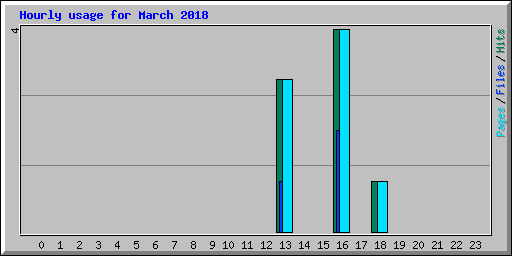 Hourly usage for March 2018
4
Pages/Files/Hits
0 1 2 3 4 5 6 7 8 9 10 11 12 13 14 15 16 17 18 19 20 21 22 23